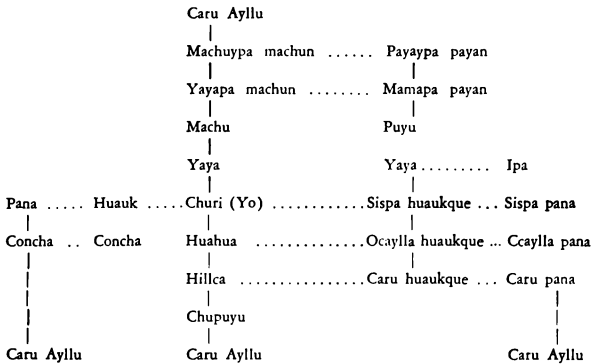 Caru Ayllu
Machuypa machun ...... Payaypa payan
Yayapa machun ........ Mamapa payan
Machu Puyu
Yaya Yaya ......... Ipa
Pana ..... Huauk ..... Churi (Yo) ............ Sispa huaukque ... Sispa pana
Concha .. Concha Huahua ........... Ocaylla huaukque ... Ccaylla pana
Hillca ............... Caru huaukque ... Caru pana
Chupuyu
Caru Ayllu Caru Ayllu Caru Ayllu